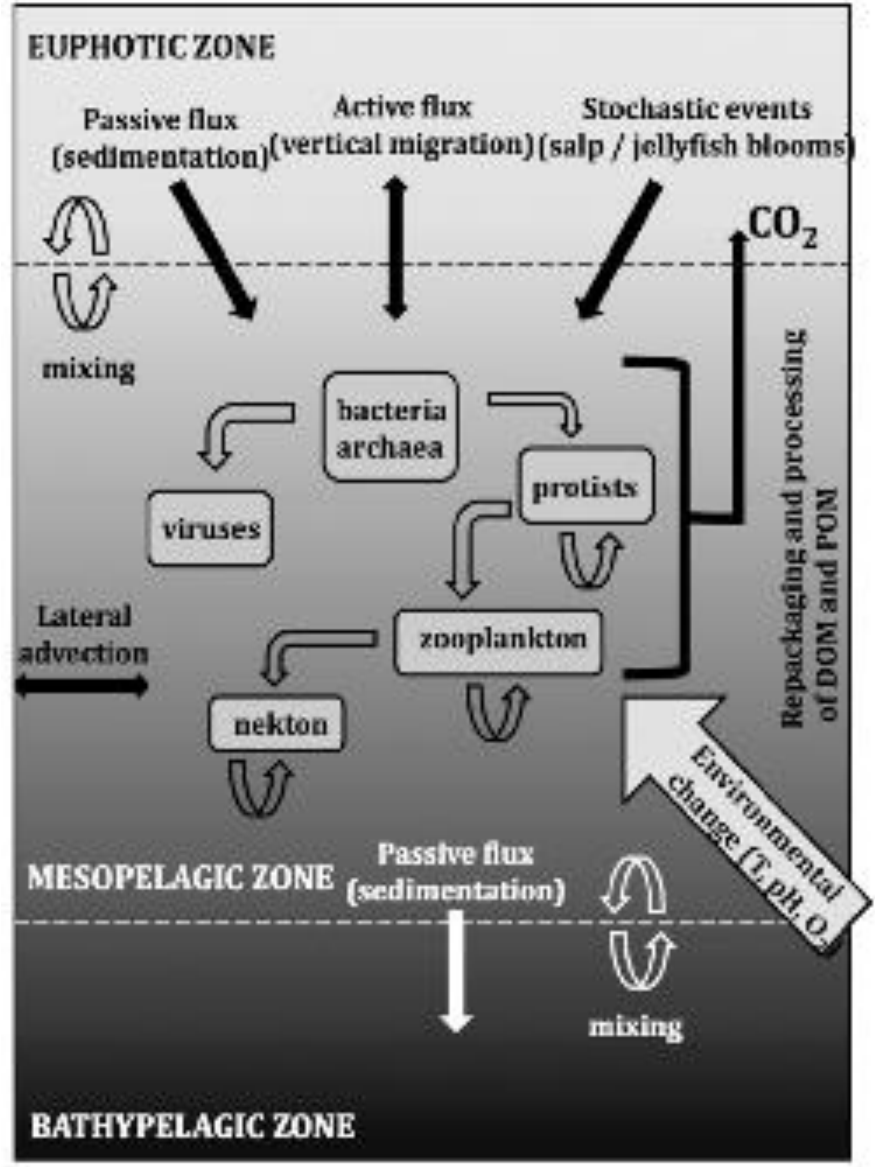 EUPHOTIC ZONE
Passive flux
(sedimentation)
Active flux
(vertical migration)
Stochastic events
(salp / jellyfish blooms)
CO₂
mixing
bacteria
archaea
protists
viruses
Repackaging and processing
of DOM and POM
Lateral
advection
zooplankton
nekton
Environmental
change (T, pH, O₂
MESOPELAGIC ZONE
Passive flux
(sedimentation)
mixing
BATHYPELAGIC ZONE